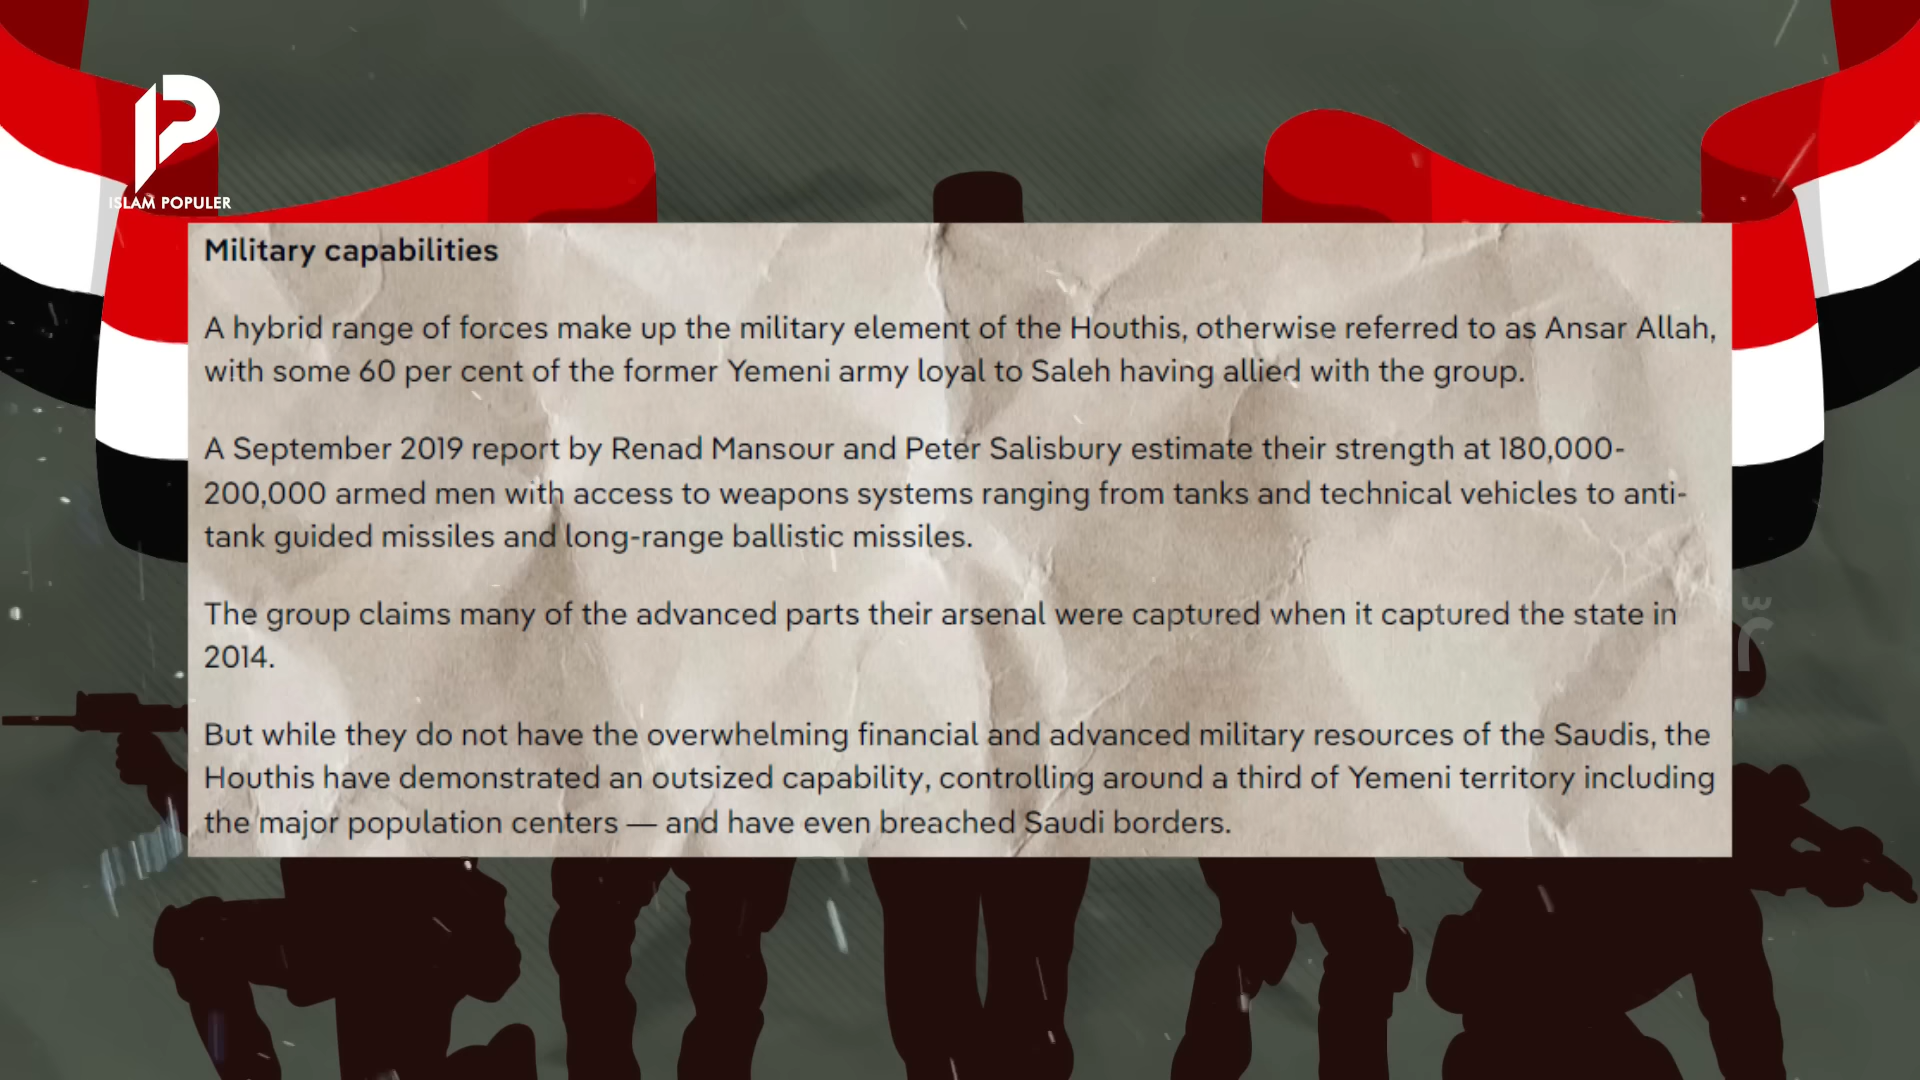 ISLAM POPULER
Military capabilities
A hybrid range of forces make up the military element of the Houthis, otherwise referred to as Ansar Allah,
with some 60 per cent of the former Yemeni army loyal to Saleh having allied with the group.
A September 2019 report by Renad Mansour and Peter Salisbury estimate their strength at 180,000-
200,000 armed men with access to weapons systems ranging from tanks and technical vehicles to anti-
tank guided missiles and long-range ballistic missiles.
The group claims many of the advanced parts their arsenal were captured when it captured the state in
2014.
But while they do not have the overwhelming financial and advanced military resources of the Saudis, the
Houthis have demonstrated an outsized capability, controlling around a third of Yemeni territory including
the major population centers — and have even breached Saudi borders.